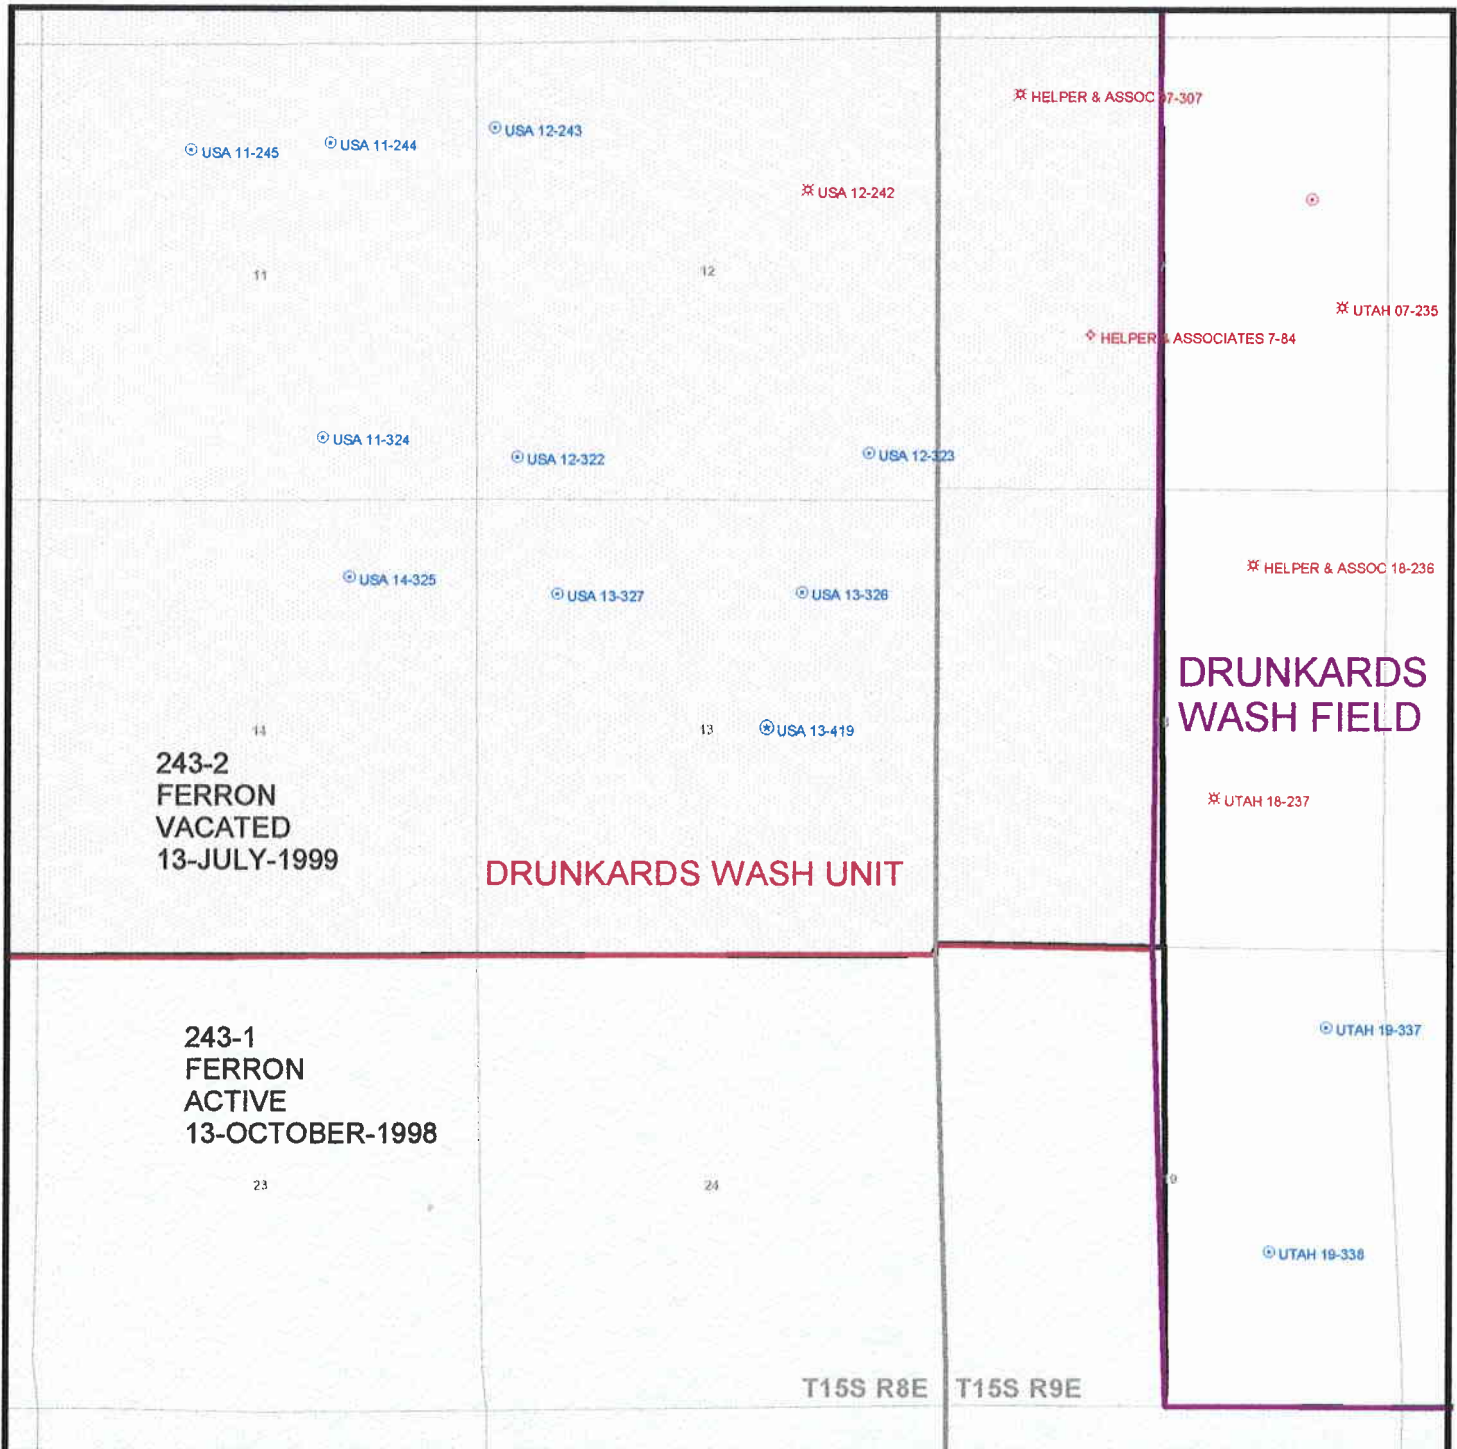 HELPER & ASSOC 07-307
USA 12-243
USA 11-244
USA 11-245
USA 12-242
11
12
7
UTAH 07-235
HELPER & ASSOCIATES 7-84
USA 11-324
USA 12-322
USA 12-323
HELPER & ASSOC 18-236
USA 14-325
USA 13-327
USA 13-326
DRUNKARDS
WASH FIELD
14
13
USA 13-419
243-2
FERRON
VACATED
13-JULY-1999
UTAH 18-237
DRUNKARDS WASH UNIT
243-1
FERRON
ACTIVE
13-OCTOBER-1998
UTAH 19-337
23
24
19
UTAH 19-338
T15S R8E
T15S R9E